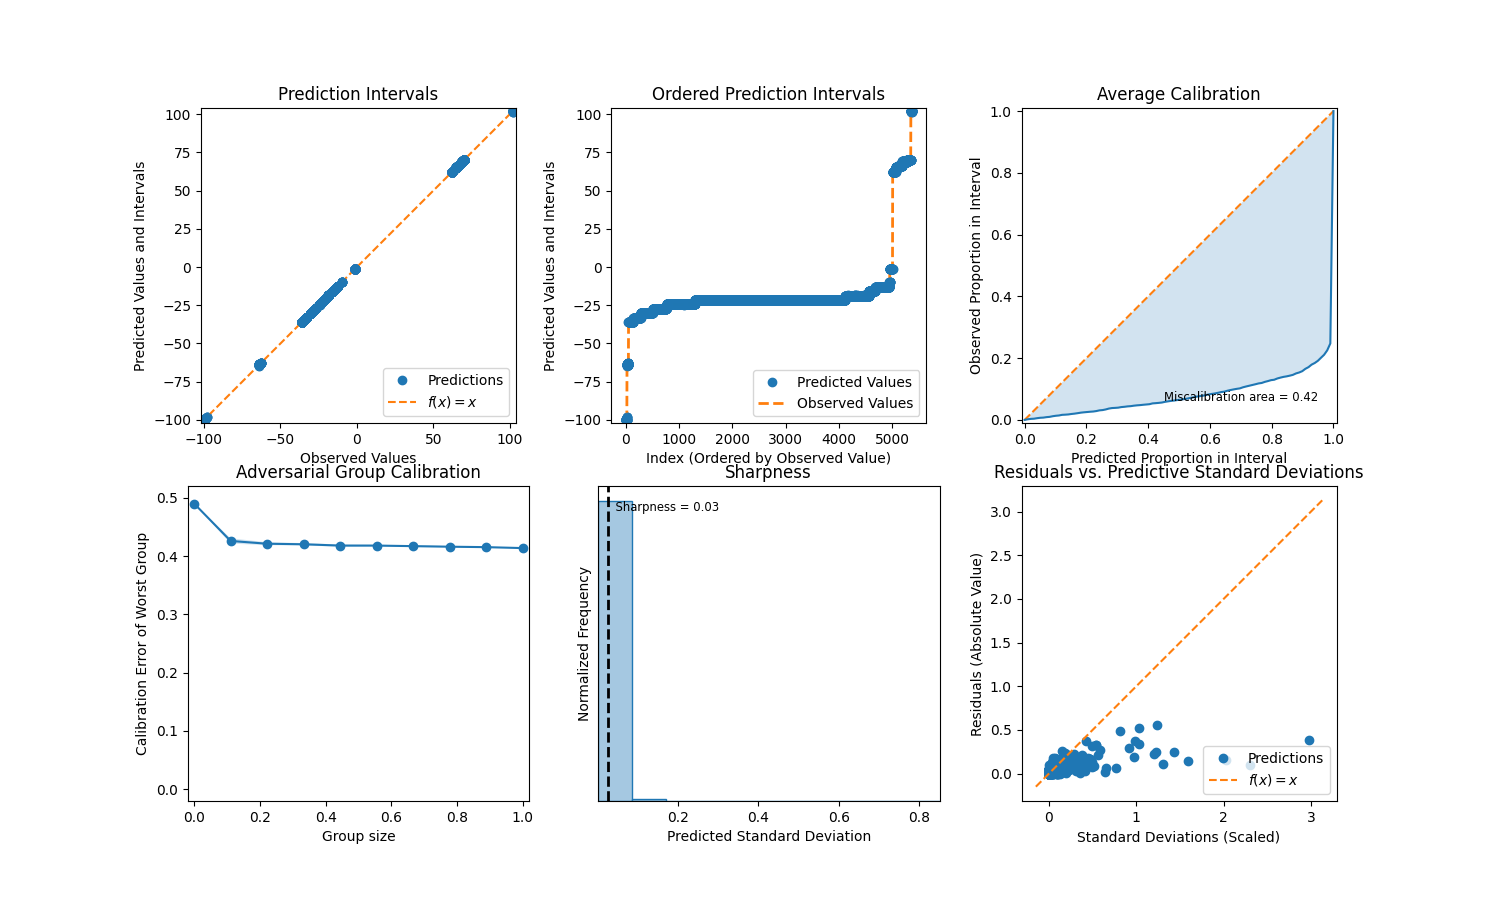 Prediction Intervals
Predicted Values and Intervals
100
75
50
25
0
−25
−50
−75
−100
−100
−50
0
50
100
Observed Values
Predictions
f(x) = x
Ordered Prediction Intervals
Predicted Values and Intervals
100
75
50
25
0
−25
−50
−75
−100
0
1000
2000
3000
4000
5000
Index (Ordered by Observed Value)
Predicted Values
Observed Values
Average Calibration
Observed Proportion in Interval
1.0
0.8
0.6
0.4
0.2
0.0
0.0
0.2
0.4
0.6
0.8
1.0
Predicted Proportion in Interval
Miscalibration area = 0.42
Adversarial Group Calibration
Calibration Error of Worst Group
0.5
0.4
0.3
0.2
0.1
0.0
0.0
0.2
0.4
0.6
0.8
1.0
Group size
Sharpness
Normalized Frequency
Sharpness = 0.03
0.2
0.4
0.6
0.8
Predicted Standard Deviation
Residuals vs. Predictive Standard Deviations
Residuals (Absolute Value)
3.0
2.5
2.0
1.5
1.0
0.5
0.0
0
1
2
3
Standard Deviations (Scaled)
Predictions
f(x) = x